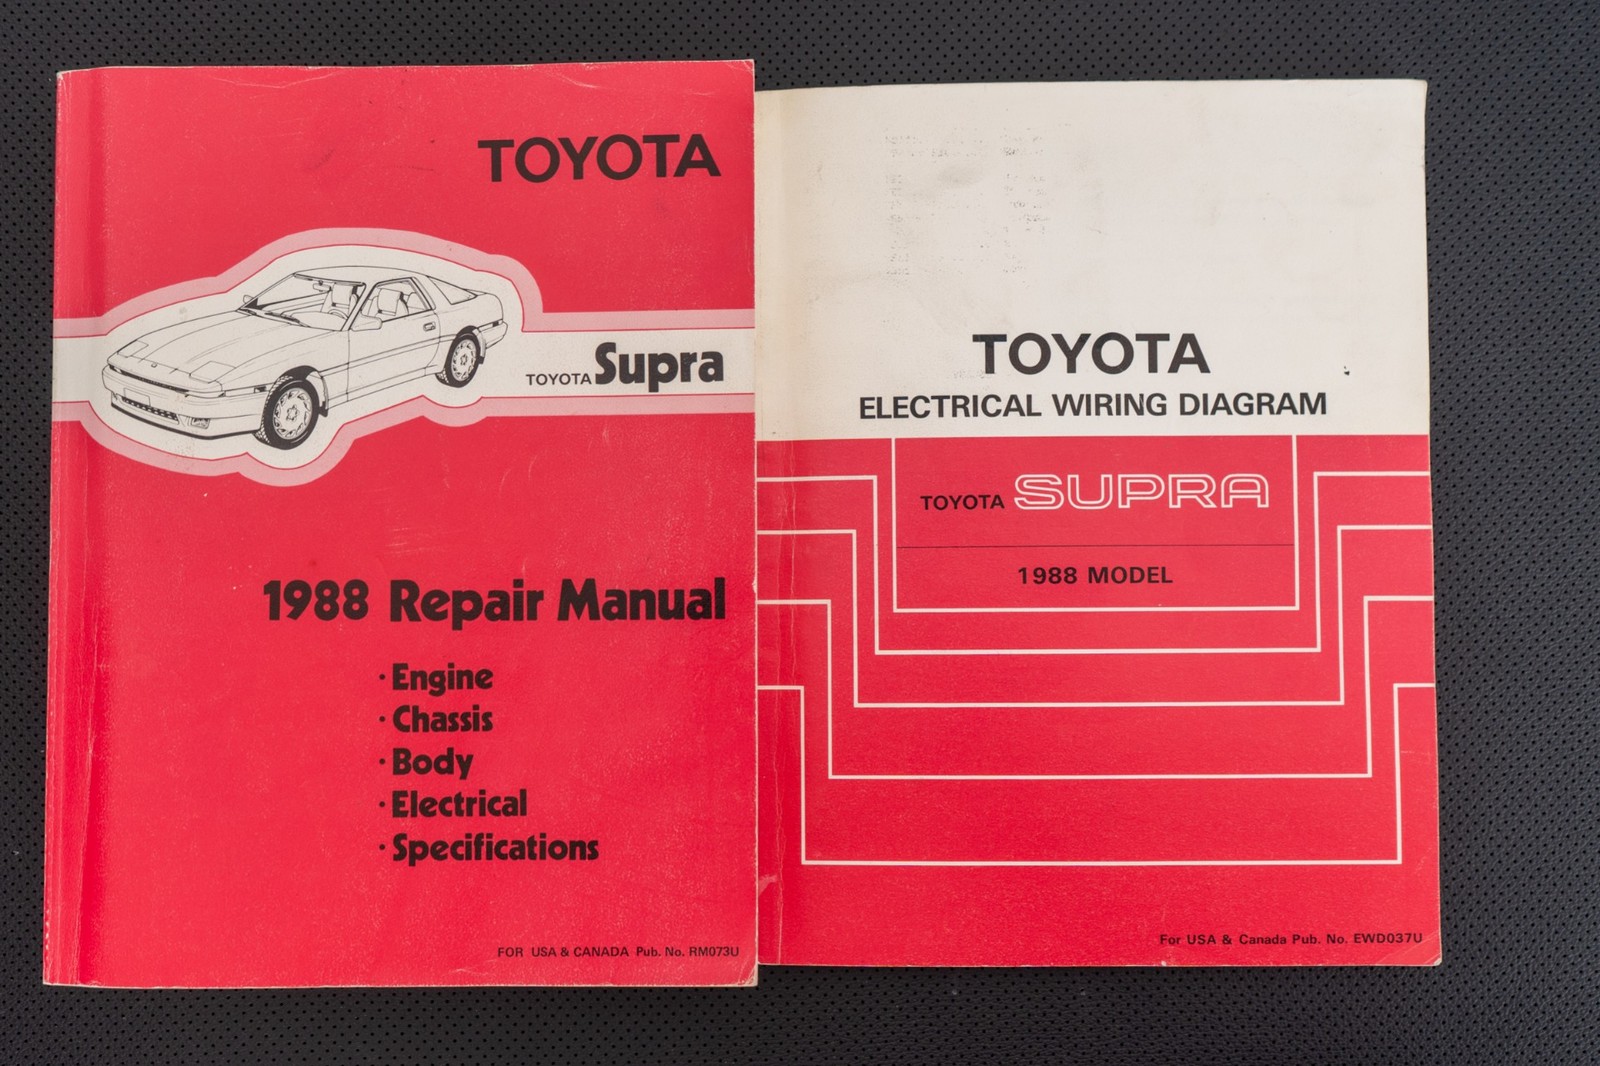 TOYOTA
TOYOTA Supra
1988 Repair Manual
· Engine
· Chassis
· Body
· Electrical
· Specifications
FOR USA & CANADA Pub. No. RM073U
TOYOTA
ELECTRICAL WIRING DIAGRAM
TOYOTA SUPRA
1988 MODEL
For USA & Canada Pub. No. EWD037U